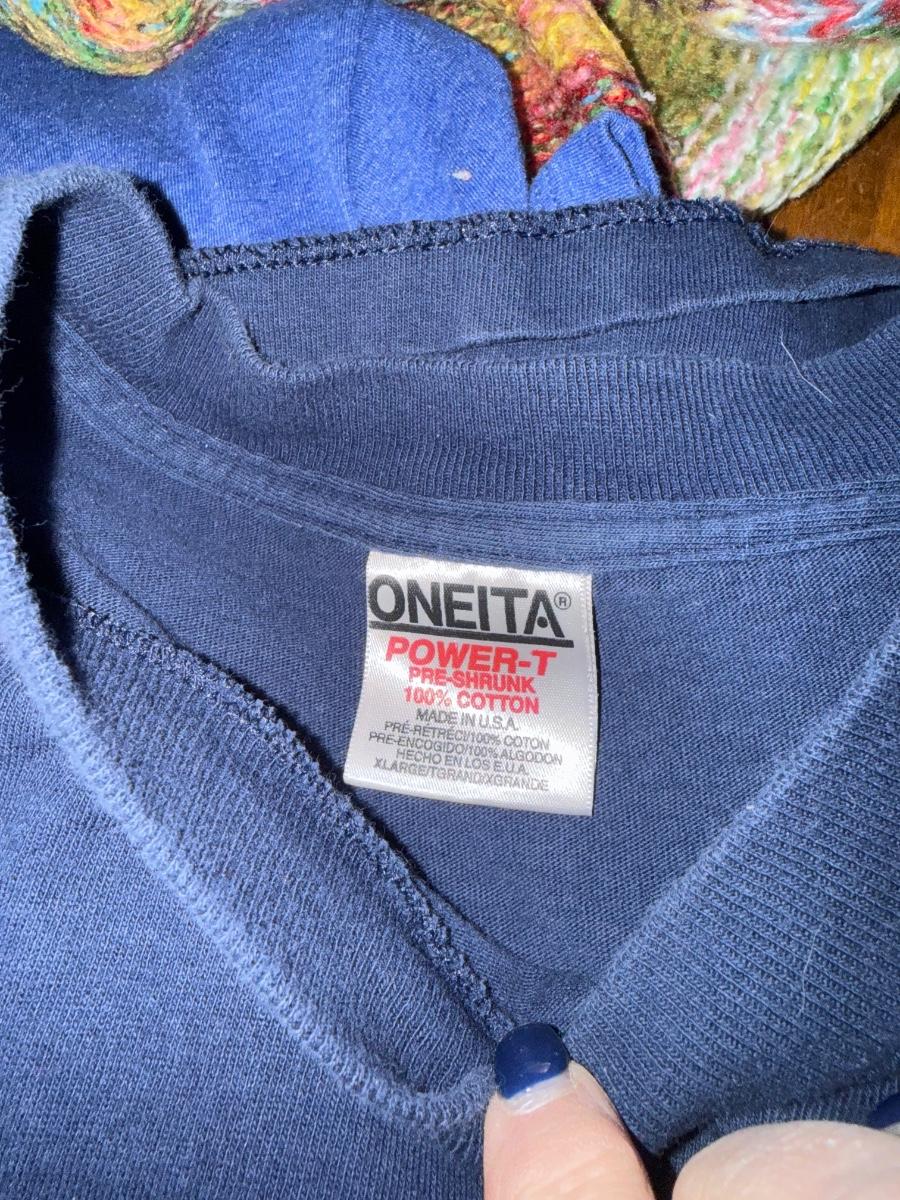 ONEITA®
POWER-T
PRE-SHRUNK
100% COTTON
MADE IN U.S.A.
PRÉ-RETRECI/100% COTON
PRE-ENCOGIDO/100% ALGODON
HECHO EN LOS E.U.A.
XLARGE/TGRAND/XGRANDE